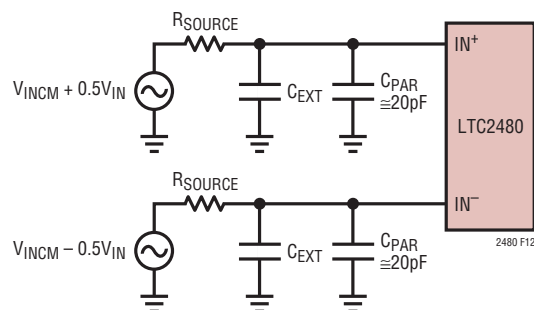 RSOURCE
VINCM + 0.5VIN
CEXT
CPAR
≅20pF
IN+
LTC2480
RSOURCE
VINCM – 0.5VIN
CEXT
CPAR
≅20pF
IN–
2480 F12